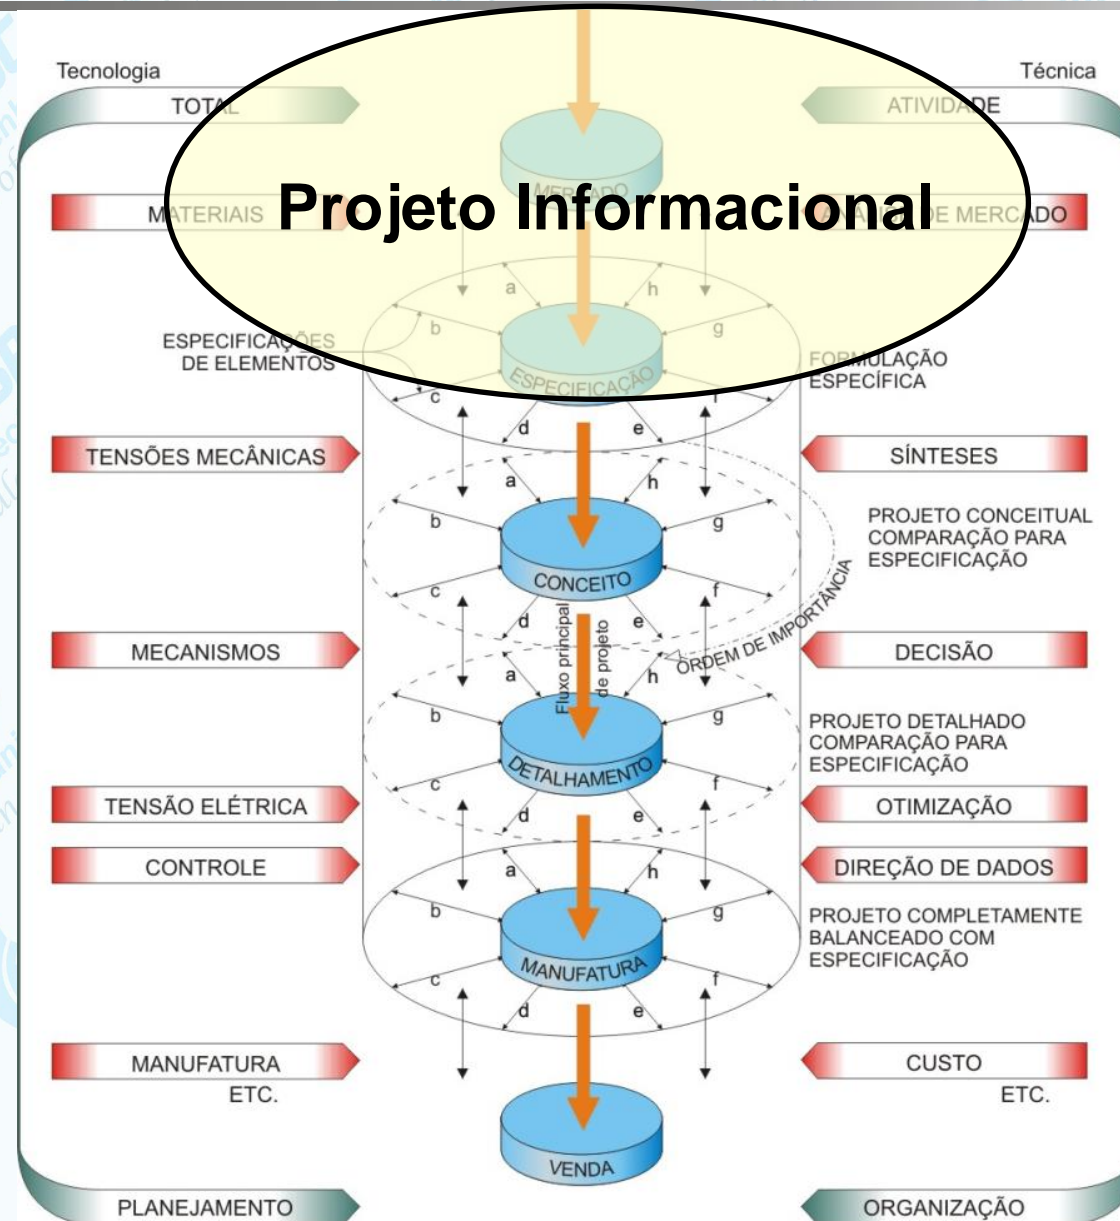 Tecnologia
Técnica
TOTAL
ATIVIDADE
MERCADO
Projeto Informacional
MATERIAIS
ANÁLISE DE MERCADO
a
h
b
g
ESPECIFICAÇÕES
DE ELEMENTOS
ESPECIFICAÇÃO
FORMULAÇÃO
ESPECÍFICA
c
f
d
e
TENSÕES MECÂNICAS
SÍNTESES
a
h
b
g
PROJETO CONCEITUAL
COMPARAÇÃO PARA
ESPECIFICAÇÃO
CONCEITO
c
f
d
e
Fluxo principal
de projeto
ORDEM DE IMPORTÂNCIA
MECANISMOS
DECISÃO
a
h
b
g
PROJETO DETALHADO
COMPARAÇÃO PARA
ESPECIFICAÇÃO
DETALHAMENTO
c
f
d
e
TENSÃO ELÉTRICA
OTIMIZAÇÃO
CONTROLE
DIREÇÃO DE DADOS
a
h
b
g
PROJETO COMPLETAMENTE
BALANCEADO COM
ESPECIFICAÇÃO
MANUFATURA
c
f
d
e
MANUFATURA
CUSTO
ETC.
ETC.
VENDA
PLANEJAMENTO
ORGANIZAÇÃO